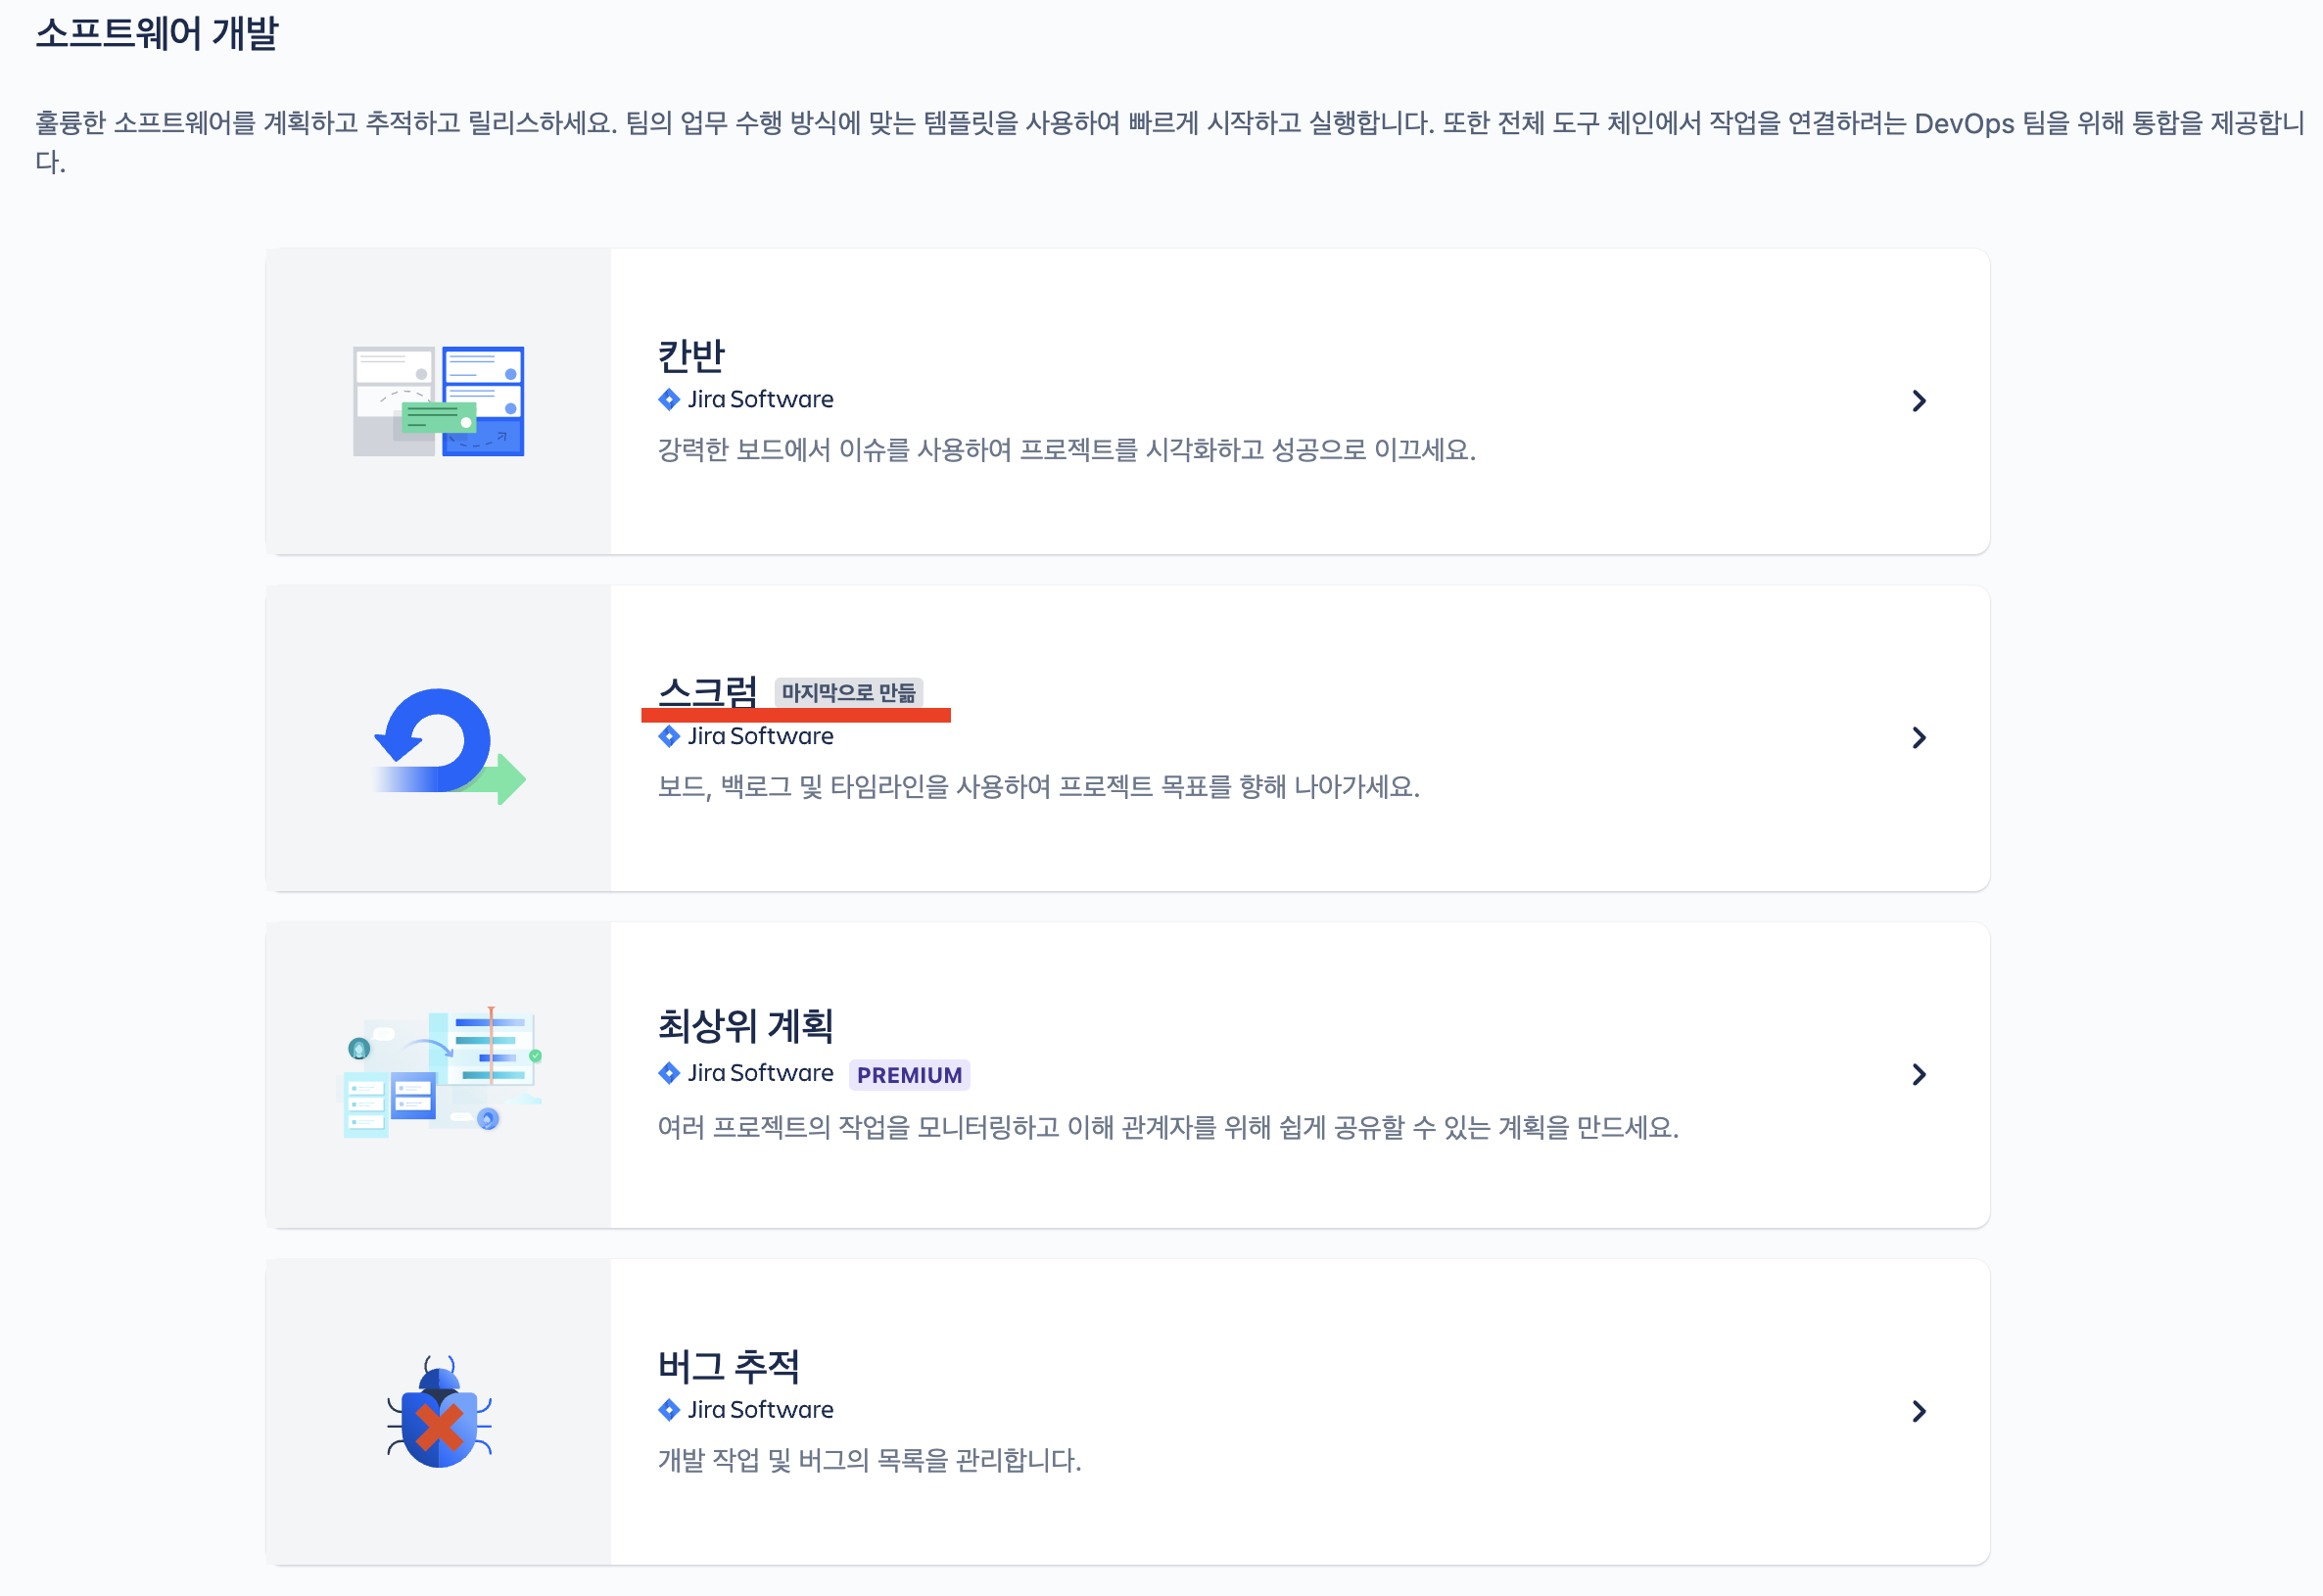 소프트웨어 개발
훌륭한 소프트웨어를 계획하고 추적하고 릴리스하세요. 팀의 업무 수행 방식에 맞는 템플릿을 사용하여 빠르게 시작하고 실행합니다. 또한 전체 도구 체인에서 작업을 연결하려는 DevOps 팀을 위해 통합을 제공합니
다.
칸반
Jira Software
강력한 보드에서 이슈를 사용하여 프로젝트를 시각화하고 성공으로 이끄세요.
스크럼 마지막으로 만듦
Jira Software
보드, 백로그 및 타임라인을 사용하여 프로젝트 목표를 향해 나아가세요.
최상위 계획
Jira Software PREMIUM
여러 프로젝트의 작업을 모니터링하고 이해 관계자를 위해 쉽게 공유할 수 있는 계획을 만드세요.
버그 추적
Jira Software
개발 작업 및 버그의 목록을 관리합니다.